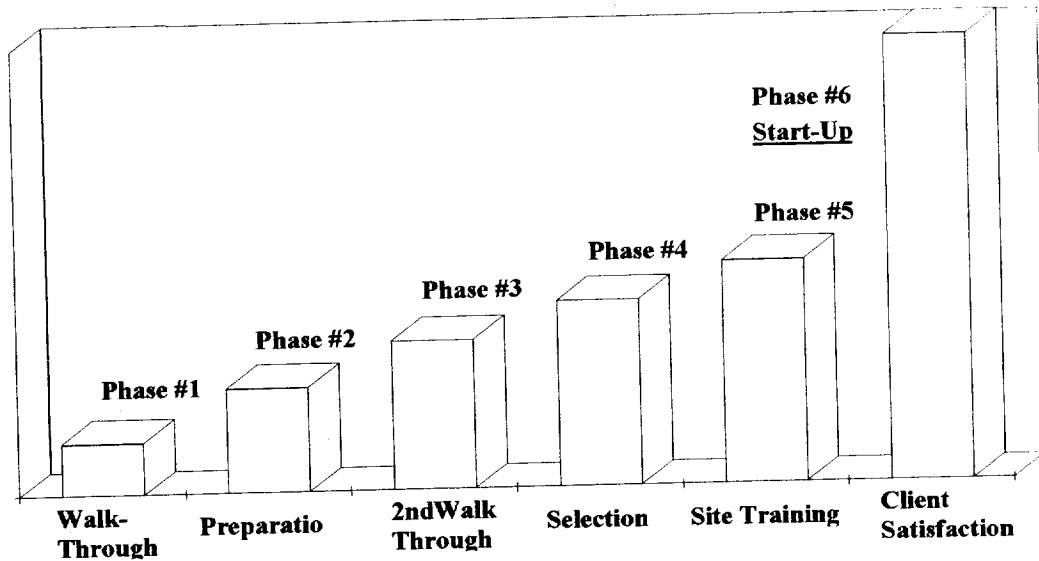 Phase #6
Start-Up
Phase #5
Phase #4
Phase #3
Phase #2
Phase #1
Walk-
Through
Preparatio
2ndWalk
Through
Selection
Site Training
Client
Satisfaction